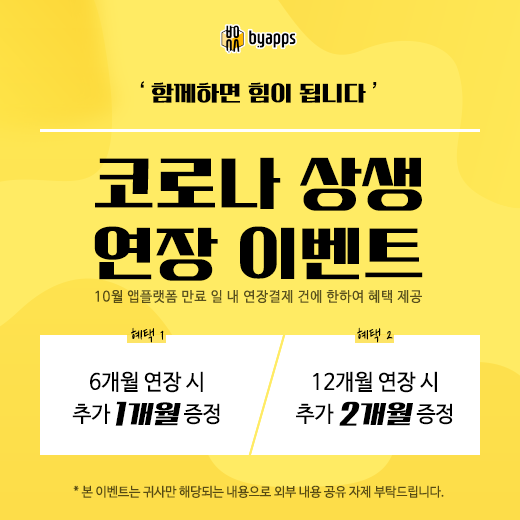 byapps
‘ 함께하면 힘이 됩니다 ’
코로나 상생
연장 이벤트
10월 앱플랫폼 만료 일 내 연장결제 건에 한하여 혜택 제공
혜택 1
6개월 연장 시
추가 1개월 증정
혜택 2
12개월 연장 시
추가 2개월 증정
* 본 이벤트는 귀사만 해당되는 내용으로 외부 내용 공유 자제 부탁드립니다.